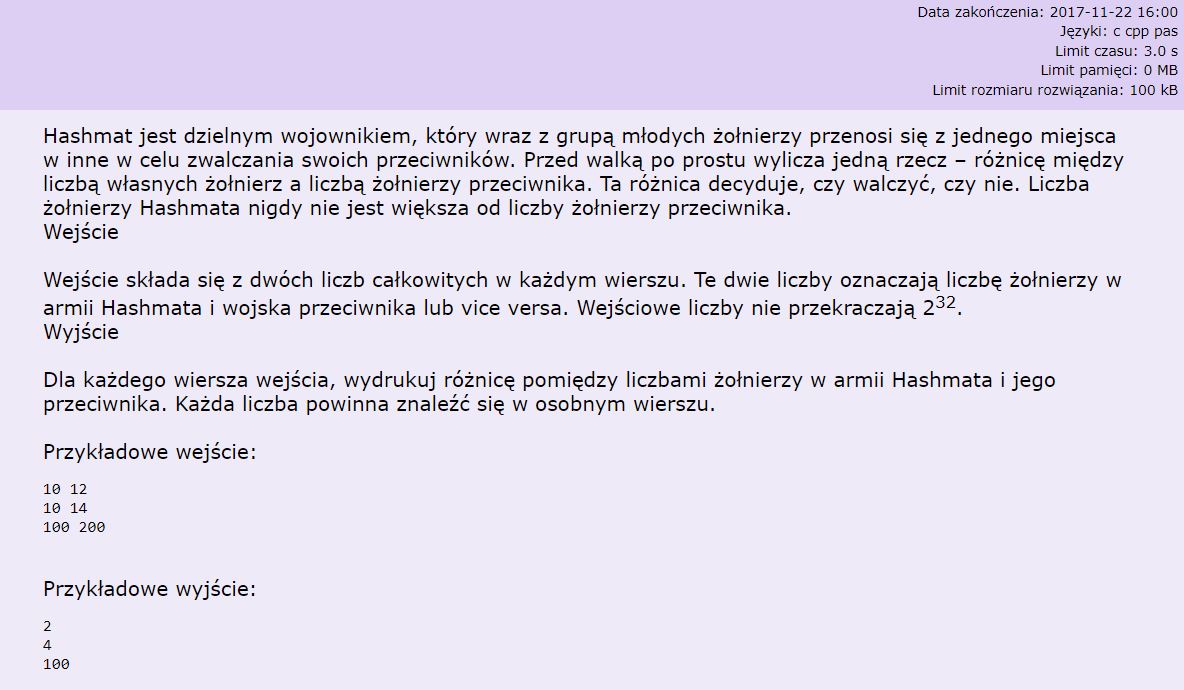 Data zakończenia: 2017-11-22 16:00
Języki: c cpp pas
Limit czasu: 3.0 s
Limit pamięci: 0 MB
Limit rozmiaru rozwiązania: 100 kB
Hashmat jest dzielnym wojownikiem, który wraz z grupą młodych żołnierzy przenosi się z jednego miejsca
w inne w celu zwalczania swoich przeciwników. Przed walką po prostu wylicza jedną rzecz – różnicę między
liczbą własnych żołnierz a liczbą żołnierzy przeciwnika. Ta różnica decyduje, czy walczyć, czy nie. Liczba
żołnierzy Hashmata nigdy nie jest większa od liczby żołnierzy przeciwnika.
Wejście
Wejście składa się z dwóch liczb całkowitych w każdym wierszu. Te dwie liczby oznaczają liczbę żołnierzy w
armii Hashmata i wojska przeciwnika lub vice versa. Wejściowe liczby nie przekraczają 2³².
Wyjście
Dla każdego wiersza wejścia, wydrukuj różnicę pomiędzy liczbami żołnierzy w armii Hashmata i jego
przeciwnika. Każda liczba powinna znaleźć się w osobnym wierszu.
Przykładowe wejście:
10 12
10 14
100 200
Przykładowe wyjście:
2
4
100